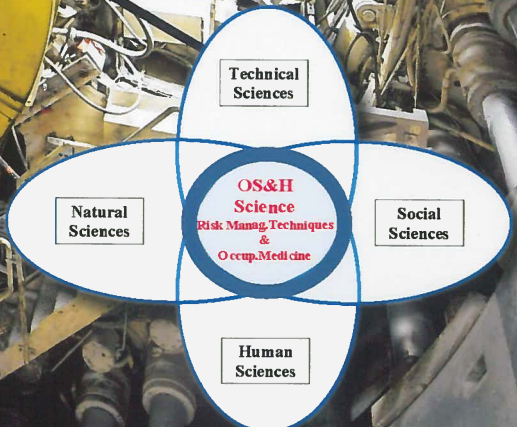 Technical
Sciences
OS&H
Science
Risk Manag.Techniques
&
Occup.Medicine
Natural
Sciences
Social
Sciences
Human
Sciences